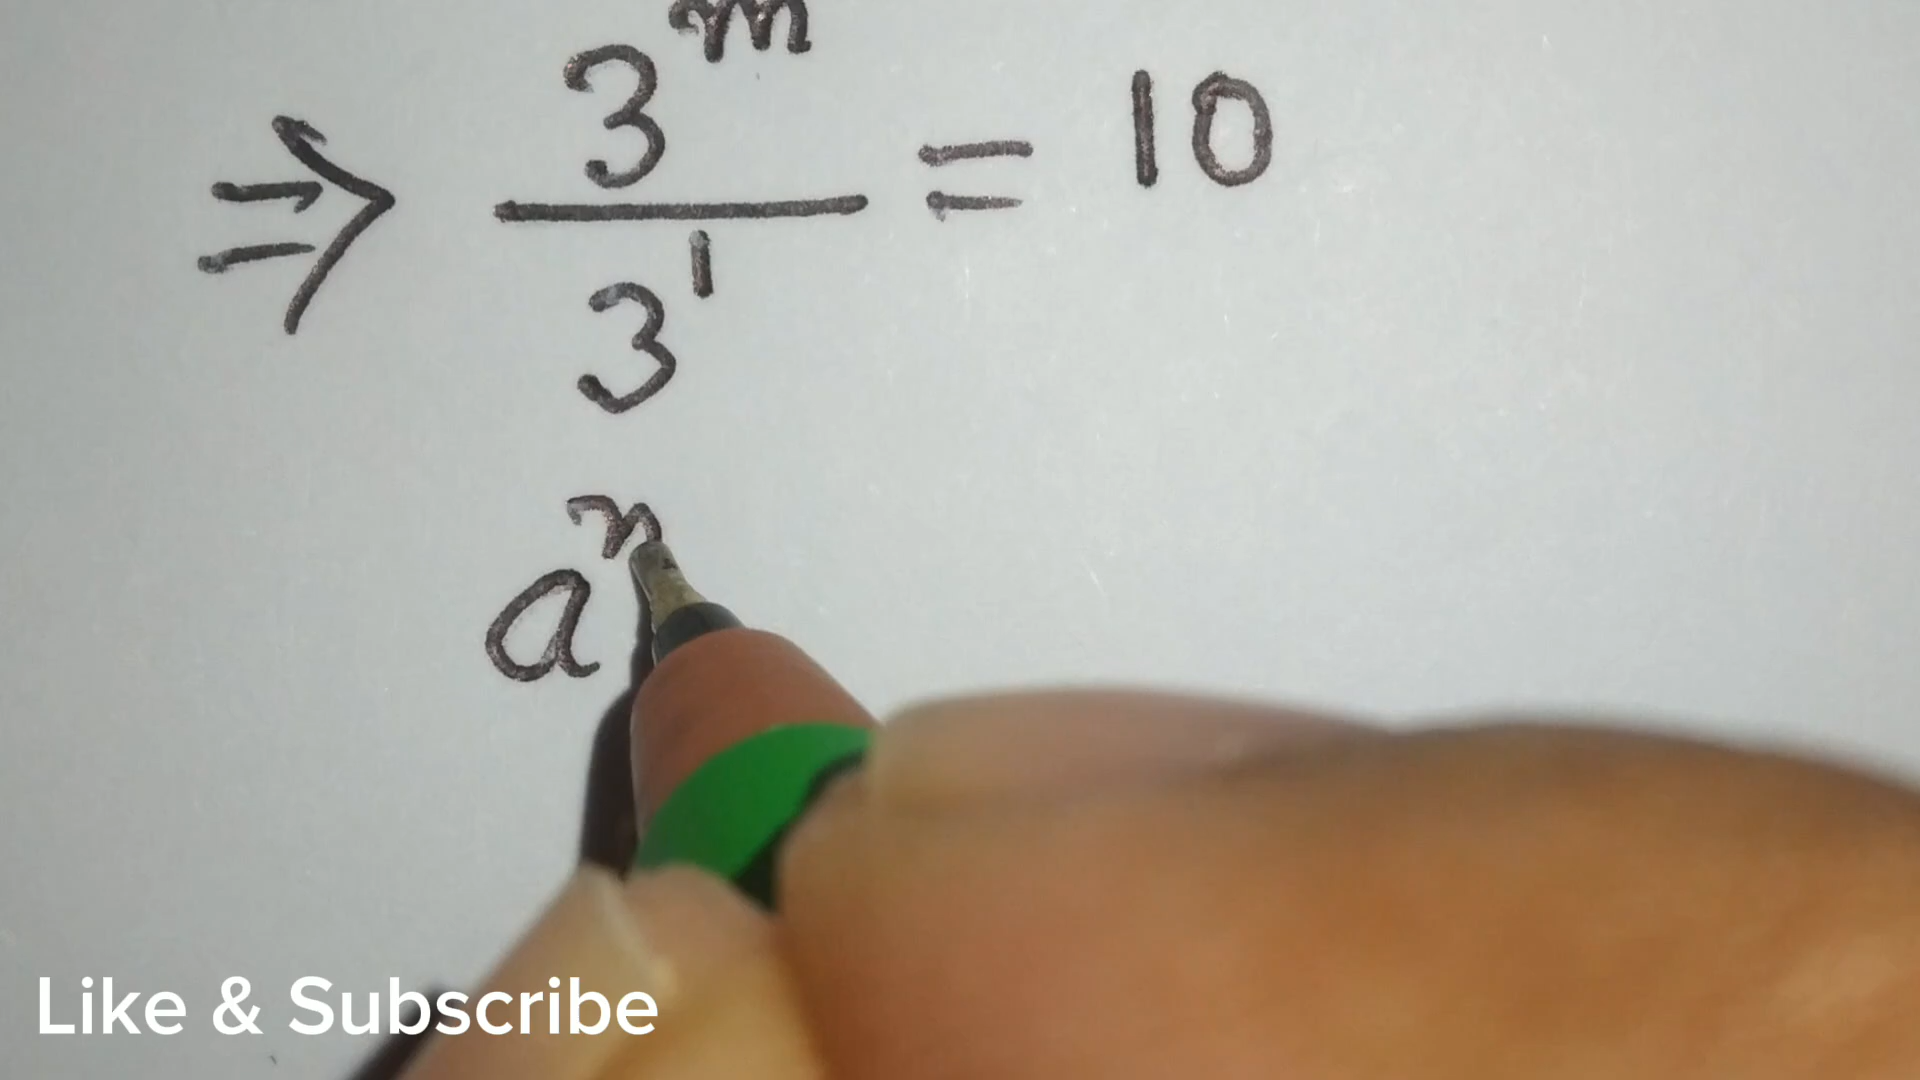 ⇒ 3^m / 3^1 = 10
a^n
Like & Subscribe